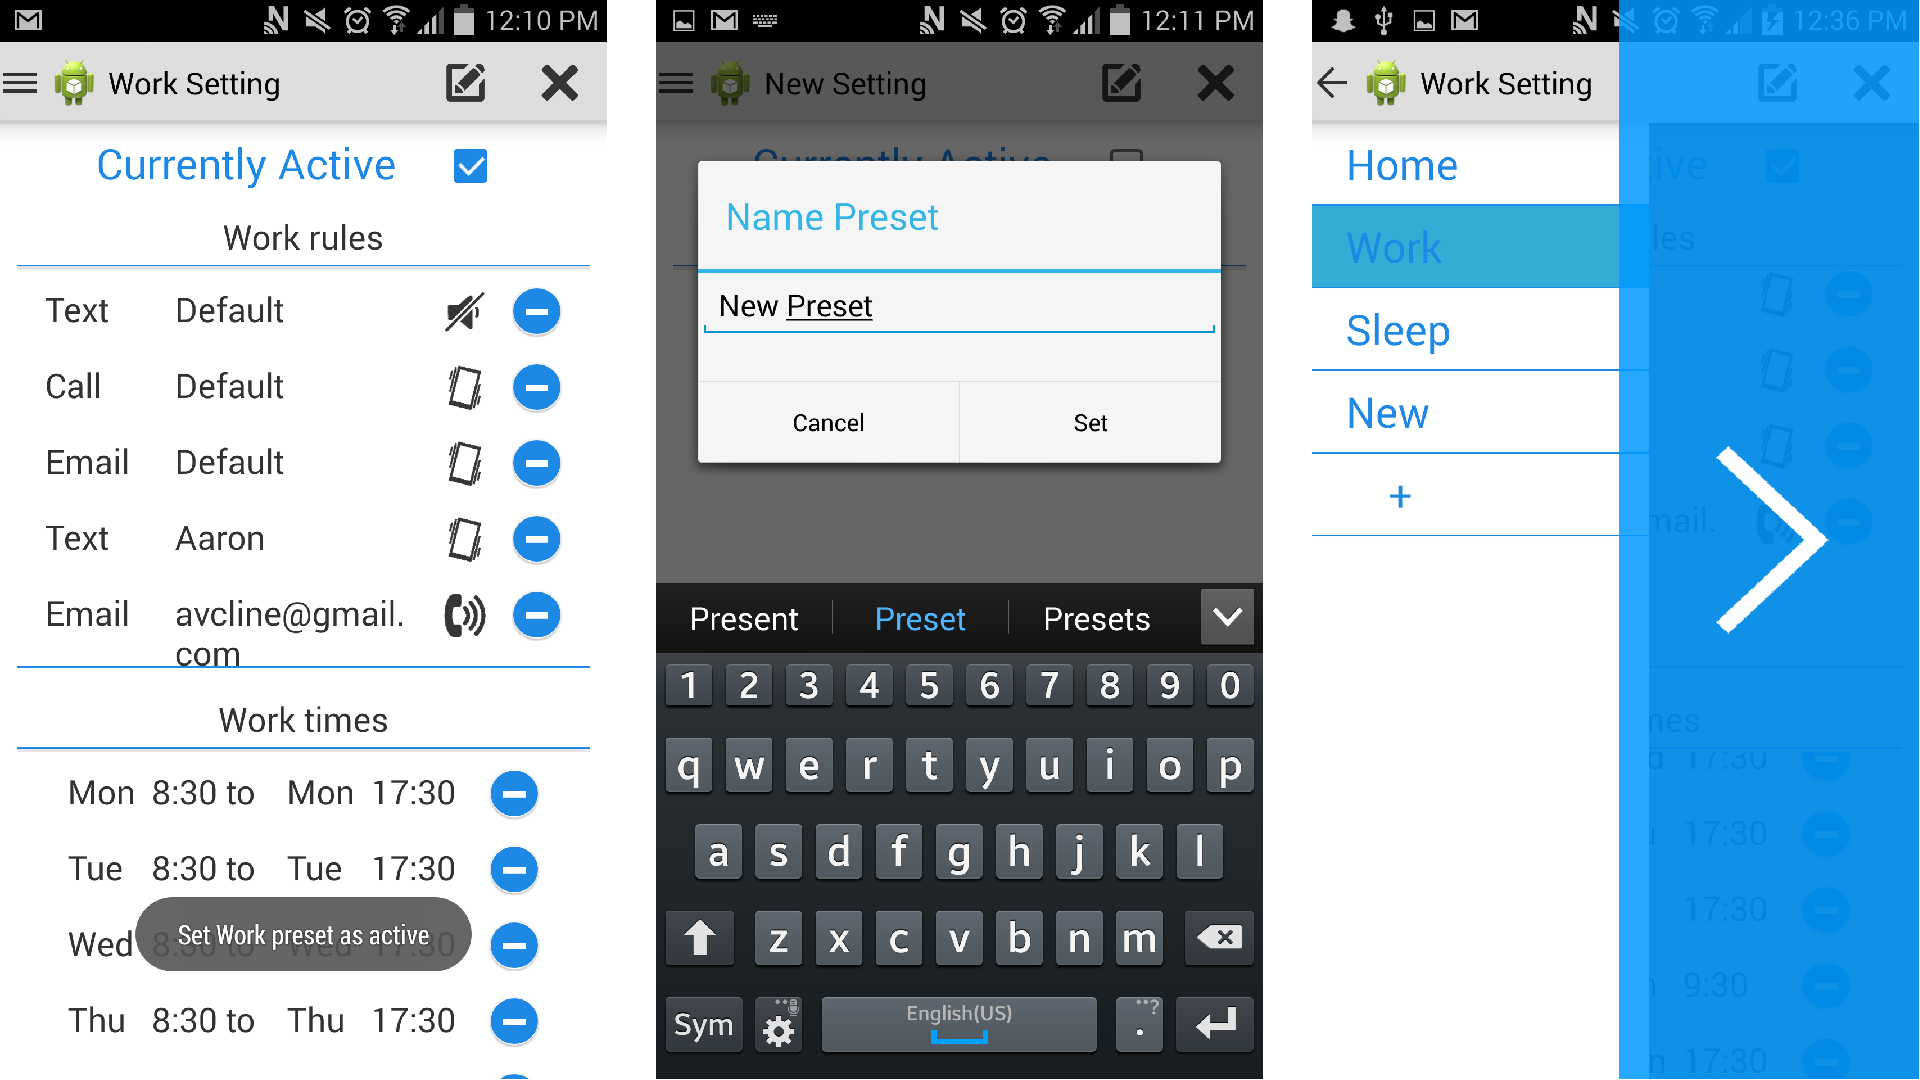 12:10 PM
Work Setting
Currently Active
Work rules
Text Default
Call Default
Email Default
Text Aaron
Email avcline@gmail.
com
Work times
Mon 8:30 to Mon 17:30
Tue 8:30 to Tue 17:30
Wed 8:30 to Wed 17:30
Set Work preset as active
Thu 8:30 to Thu 17:30
12:11 PM
New Setting
Currently Active
Name Preset
New Preset
Cancel Set
Present Preset Presets
1 2 3 4 5 6 7 8 9 0
q w e r t y u i o p
a s d f g h j k l
z x c v b n m
Sym English(US) . ..?
12:36 PM
Work Setting
Home
Work
Sleep
New
+
tive
les
mail.
mes
17:30
17:30
17:30
9:30
17:30